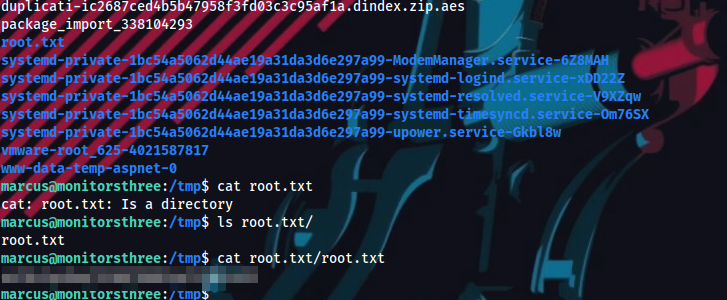 duplicati-ic2687ced4b5b47958f3fd03c3c95af1a.dindex.zip.aes
package_import_338104293
root.txt
systemd-private-1bc54a5062d44ae19a31da3d6e297a99-ModemManager.service-6Z8MAH
systemd-private-1bc54a5062d44ae19a31da3d6e297a99-systemd-logind.service-xDD22Z
systemd-private-1bc54a5062d44ae19a31da3d6e297a99-systemd-resolved.service-V9XZqw
systemd-private-1bc54a5062d44ae19a31da3d6e297a99-systemd-timesyncd.service-Om76SX
systemd-private-1bc54a5062d44ae19a31da3d6e297a99-upower.service-Gkbl8w
vmware-root_625-4021587817
www-data-temp-aspnet-0
marcus@monitorsthree:/tmp$ cat root.txt
cat: root.txt: Is a directory
marcus@monitorsthree:/tmp$ ls root.txt/
root.txt
marcus@monitorsthree:/tmp$ cat root.txt/root.txt
marcus@monitorsthree:/tmp$